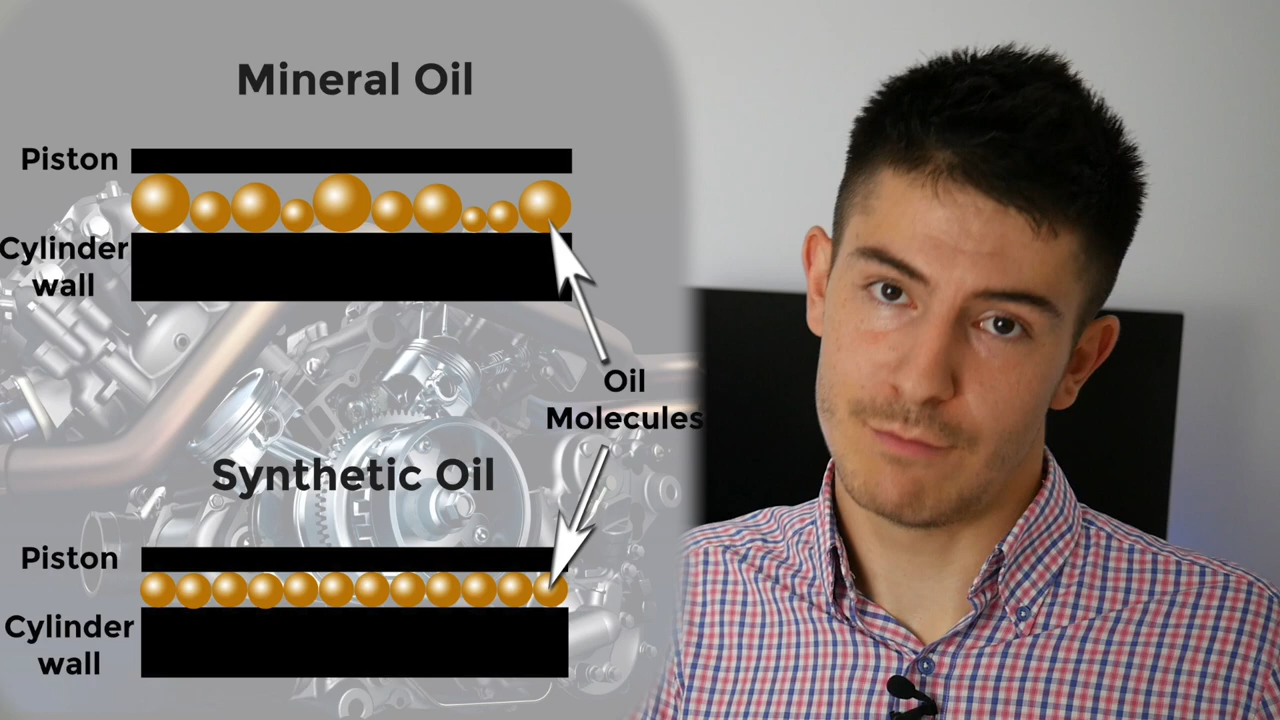 Mineral Oil
Piston
Cylinder
wall
Oil
Molecules
Synthetic Oil
Piston
Cylinder
wall